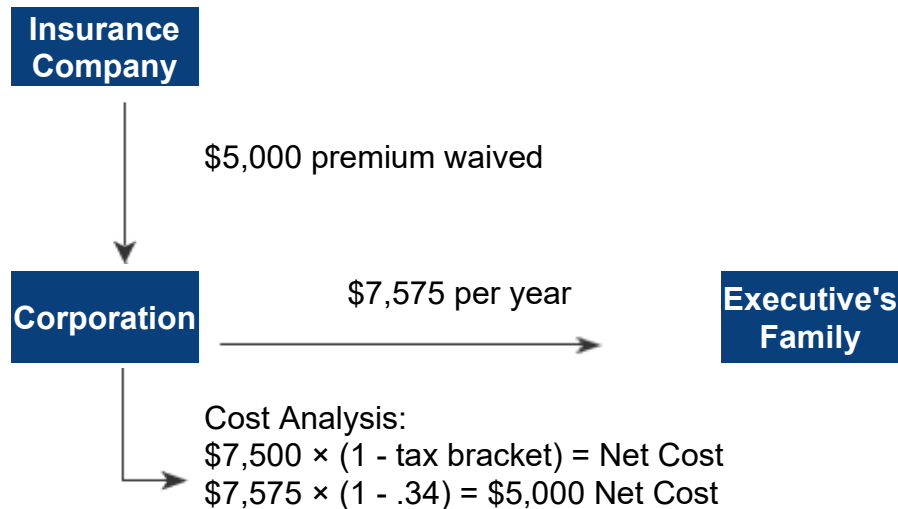 Insurance
Company
$5,000 premium waived
$7,575 per year
Corporation
Executive's
Family
Cost Analysis:
$7,500 × (1 - tax bracket) = Net Cost
$7,575 × (1 - .34) = $5,000 Net Cost